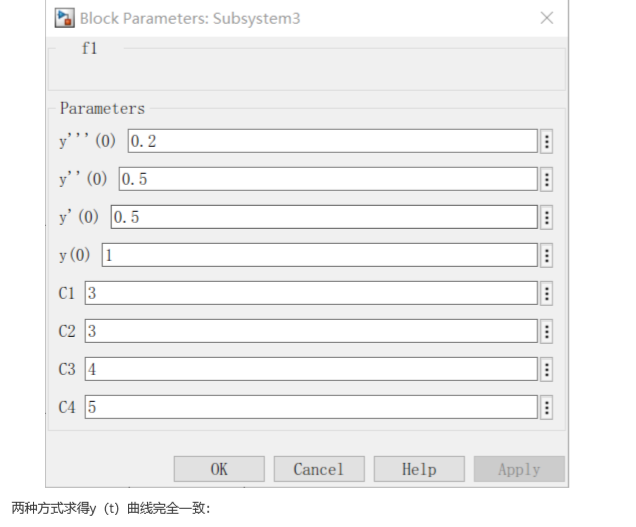 Block Parameters: Subsystem3
f1
Parameters
y'''(0) 0.2
y''(0) 0.5
y'(0) 0.5
y(0) 1
C1 3
C2 3
C3 4
C4 5
OK Cancel Help Apply
两种方式求得y（t）曲线完全一致：